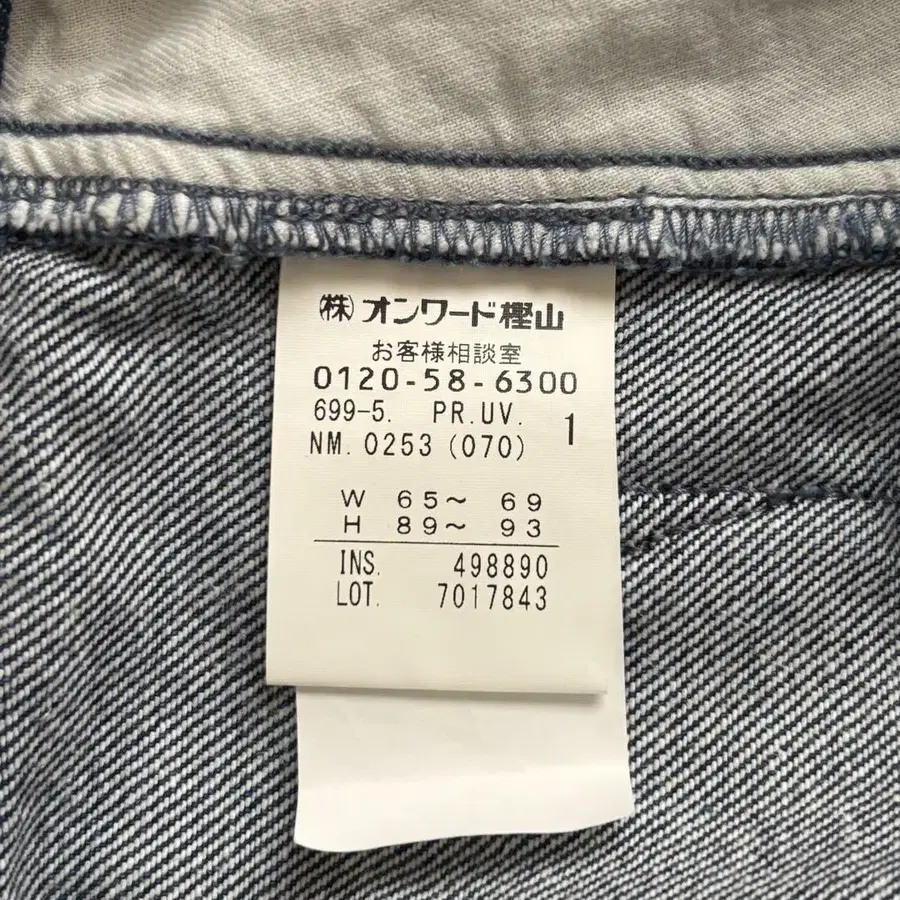 (株)オンワード樫山
お客様相談室
0120-58-6300
699-5. PR.UV. 1
NM. 0253 (070)
W 65~ 69
H 89~ 93
INS. 498890
LOT. 7017843